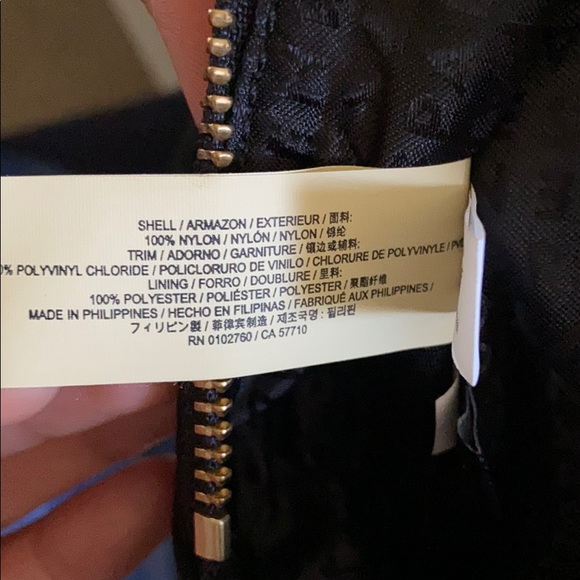 SHELL / ARMAZON / EXTERIEUR / 面料:
100% NYLON / NYLÓN / NYLON / 锦纶
TRIM / ADORNO / GARNITURE / 镶边或辅料:
0% POLYVINYL CHLORIDE / POLICLORURO DE VINILO / CHLORURE DE POLYVINYLE / PVC
LINING / FORRO / DOUBLURE / 里料:
100% POLYESTER / POLIÉSTER / POLYESTER / 聚酯纤维
MADE IN PHILIPPINES / HECHO EN FILIPINAS / FABRIQUÉ AUX PHILIPPINES /
フィリピン製 / 菲律宾制造 / 제조국명 : 필리핀
RN 0102760 / CA 57710